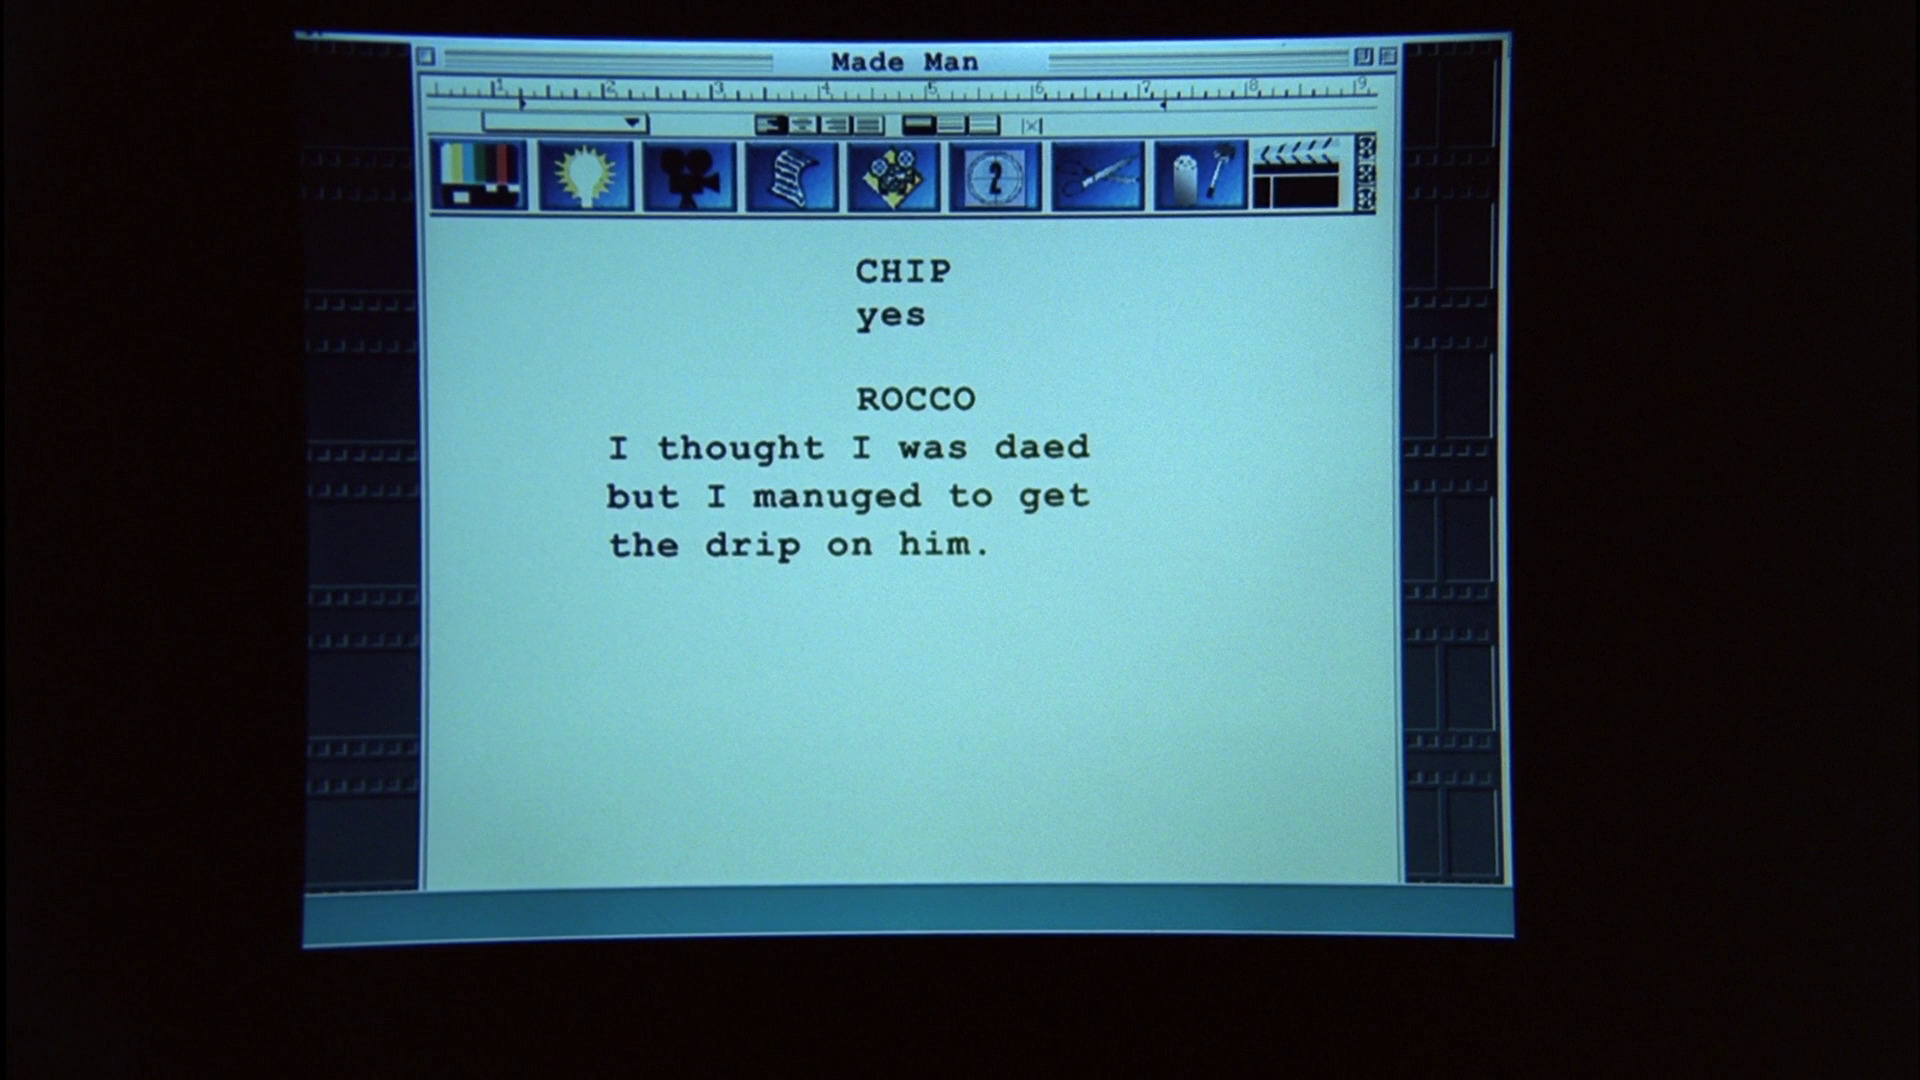 Made Man
1 2 3 4 5 6 7 8 9
2
CHIP
yes
ROCCO
I thought I was daed
but I manuged to get
the drip on him.